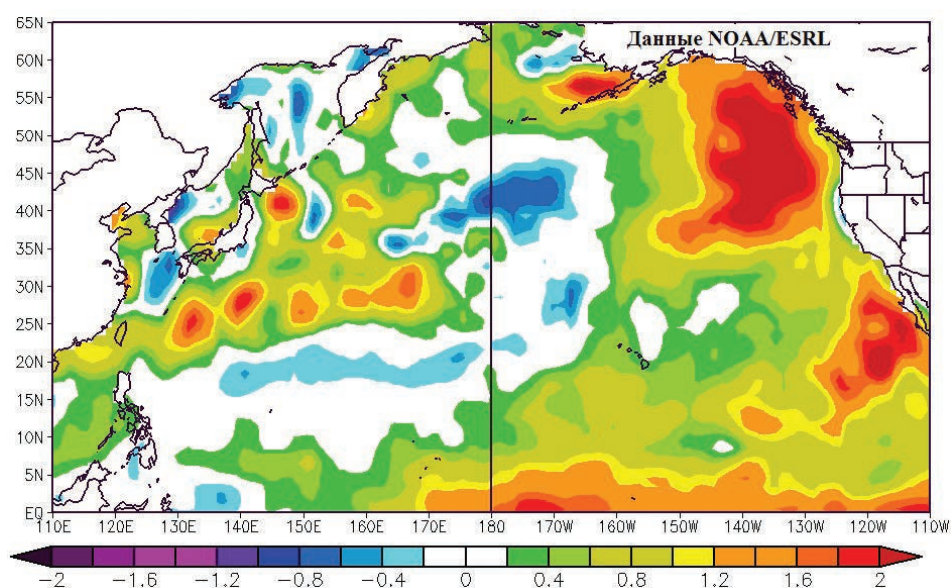 65N
Данные NOAA/ESRL
60N
55N
50N
45N
40N
35N
30N
25N
20N
15N
10N
5N
EQ
110E 120E 130E 140E 150E 160E 170E 180 170W 160W 150W 140W 130W 120W 110W
-2 -1.6 -1.2 -0.8 -0.4 0 0.4 0.8 1.2 1.6 2